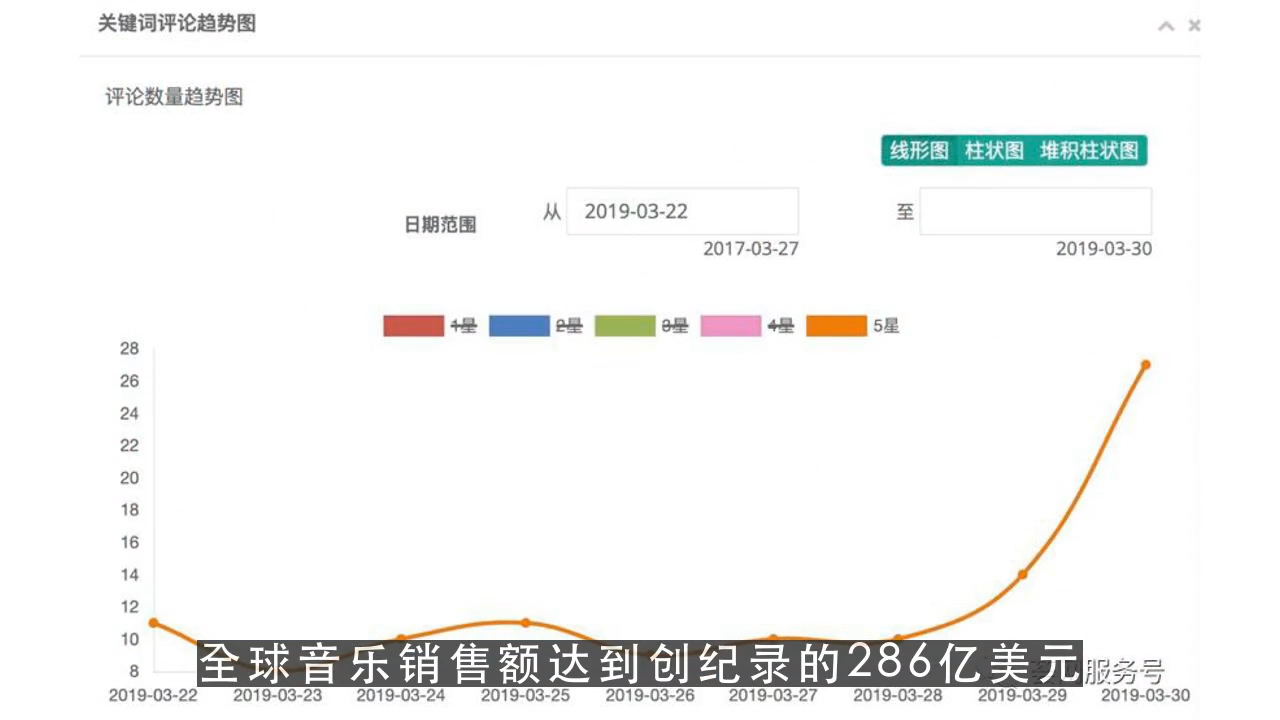 关键词评论趋势图
评论数量趋势图
线形图 柱状图 堆积柱状图
日期范围 从 2019-03-22 至
2017-03-27 2019-03-30
1星 2星 3星 4星 5星
28
26
24
22
20
18
16
14
12
10
8
全球音乐销售额达到创纪录的286亿美元
服务号
2019-03-22 2019-03-23 2019-03-24 2019-03-25 2019-03-26 2019-03-27 2019-03-28 2019-03-29 2019-03-30